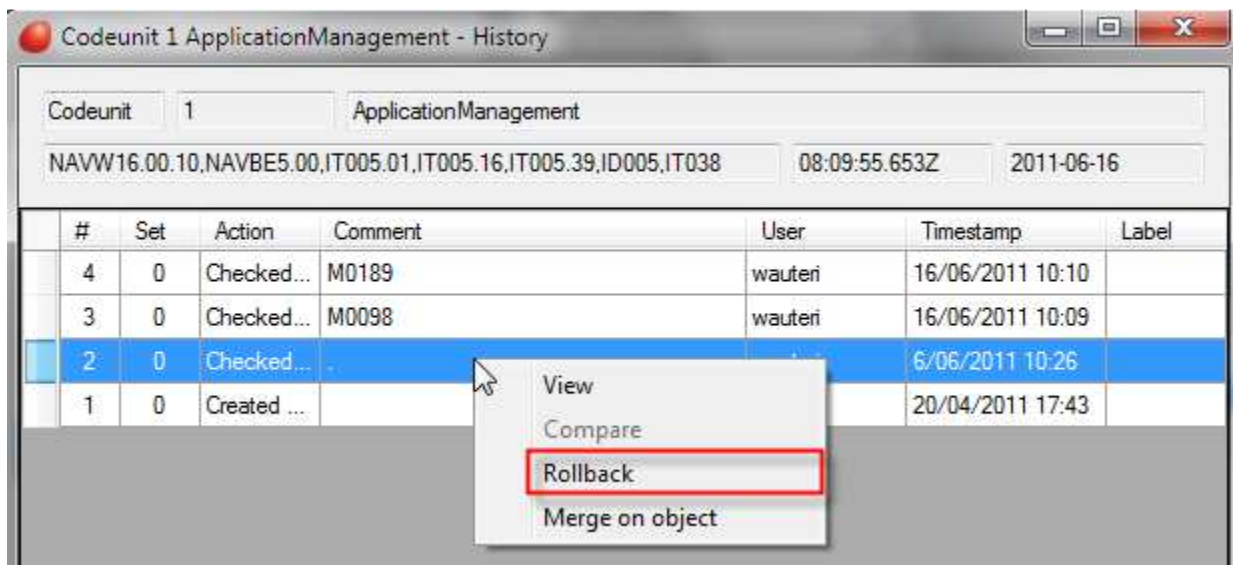 Codeunit 1 ApplicationManagement - History
Codeunit 1 ApplicationManagement
NAVW16.00.10,NAVBE5.00,IT005.01,IT005.16,IT005.39,ID005,IT038 08:09:55.653Z 2011-06-16
# Set Action Comment User Timestamp Label
4 0 Checked... M0189 wauteri 16/06/2011 10:10
3 0 Checked... M0098 wauteri 16/06/2011 10:09
2 0 Checked... . 6/06/2011 10:26
1 0 Created ... 20/04/2011 17:43
View
Compare
Rollback
Merge on object